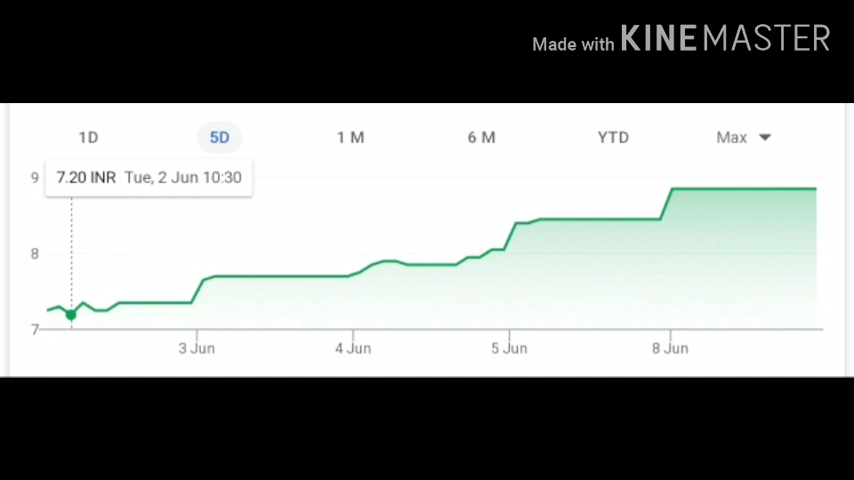 Made with KINEMASTER
1D 5D 1 M 6 M YTD Max
9 7.20 INR Tue, 2 Jun 10:30
8
7
3 Jun 4 Jun 5 Jun 8 Jun